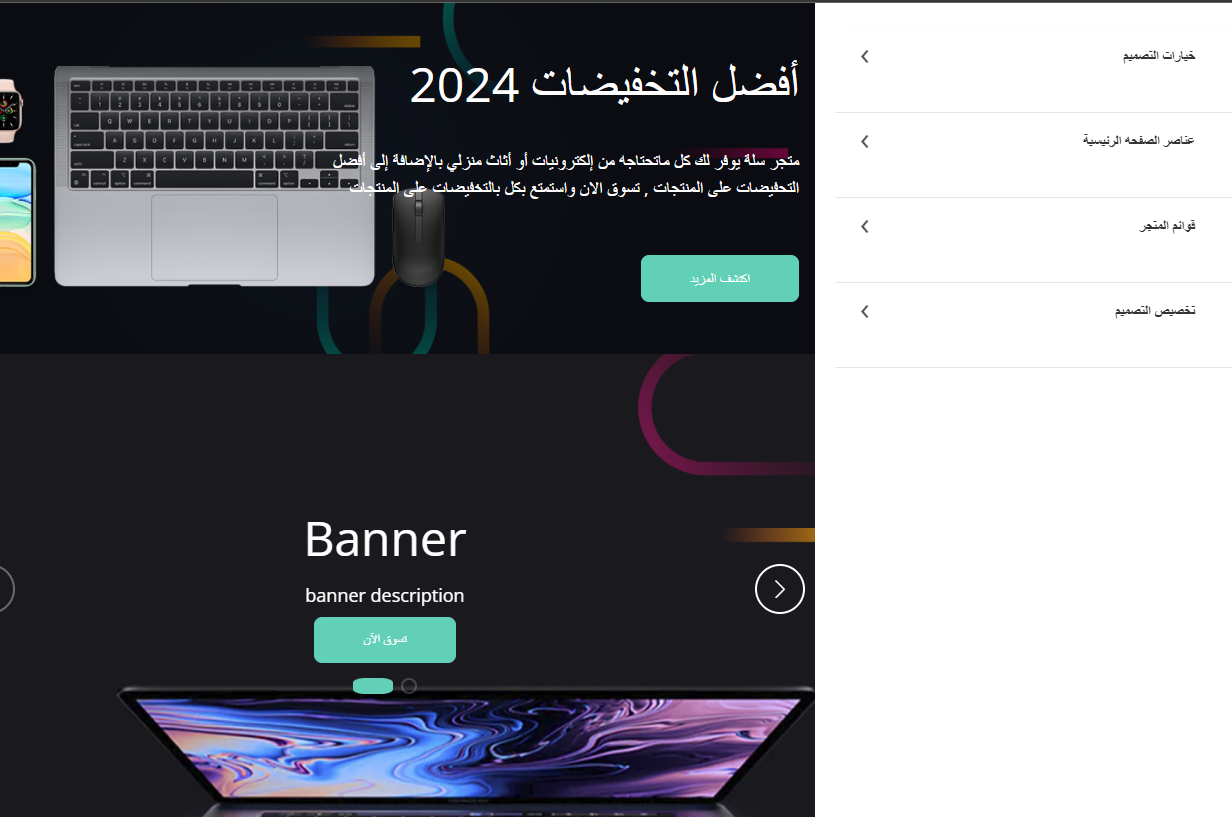 خيارات التصميم
عناصر الصفحه الرئيسية
قوائم المتجر
تخصيص التصميم
أفضل التخفيضات 2024
متجر سلة يوفر لك كل ماتحتاجه من إلكترونيات أو أثاث منزلي بالإضافة إلى أفضل
التحفيضات على المنتجات , تسوق الان واستمتع بكل بالتخفيضات على المنتجات
اكتشف المزيد
Banner
banner description
تسوق الآن